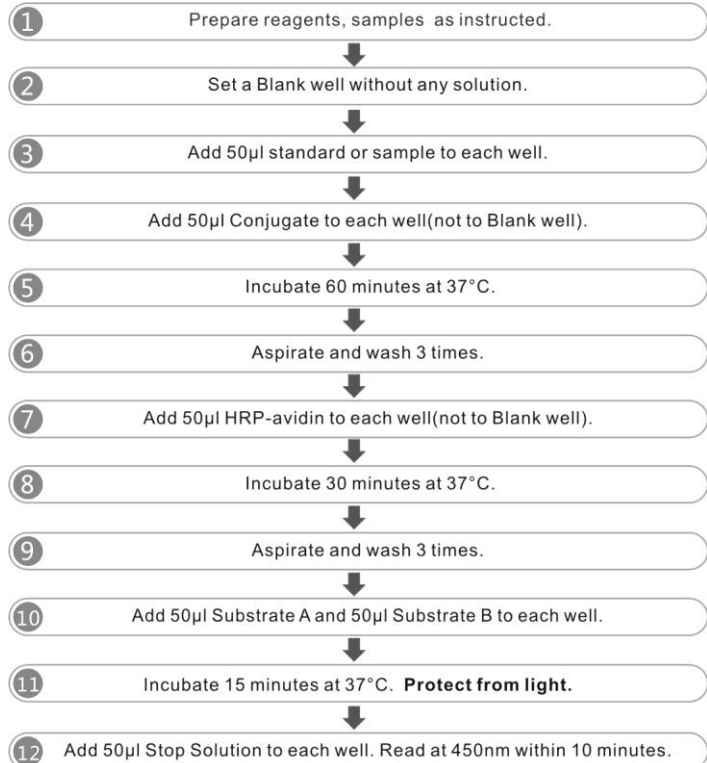 1 Prepare reagents, samples as instructed.
2 Set a Blank well without any solution.
3 Add 50μl standard or sample to each well.
4 Add 50μl Conjugate to each well(not to Blank well).
5 Incubate 60 minutes at 37°C.
6 Aspirate and wash 3 times.
7 Add 50μl HRP-avidin to each well(not to Blank well).
8 Incubate 30 minutes at 37°C.
9 Aspirate and wash 3 times.
10 Add 50μl Substrate A and 50μl Substrate B to each well.
11 Incubate 15 minutes at 37°C. Protect from light.
12 Add 50μl Stop Solution to each well. Read at 450nm within 10 minutes.